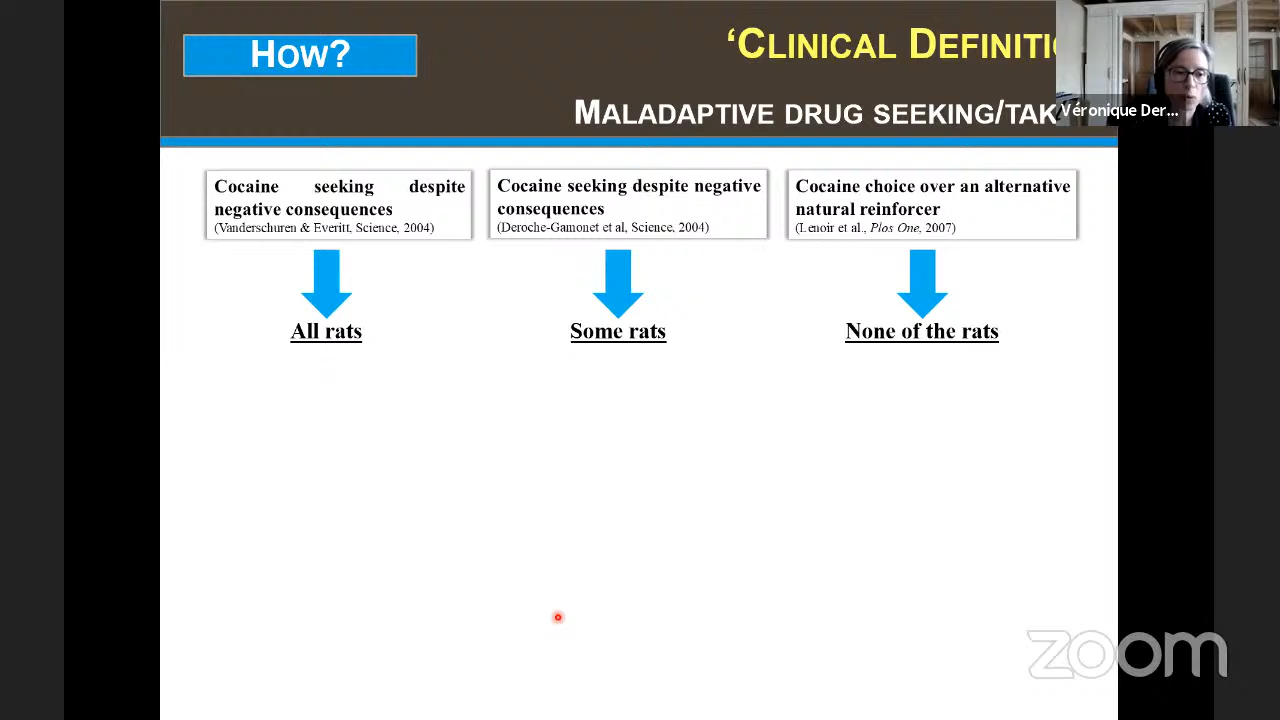 HOW?
‘CLINICAL DEFINITIO
MALADAPTIVE DRUG SEEKING/TAK
Véronique Der...
Cocaine seeking despite
negative consequences
(Vanderschuren & Everitt, Science, 2004)
Cocaine seeking despite negative
consequences
(Deroche-Gamonet et al, Science, 2004)
Cocaine choice over an alternative
natural reinforcer
(Lenoir et al., Plos One, 2007)
All rats
Some rats
None of the rats
zoom